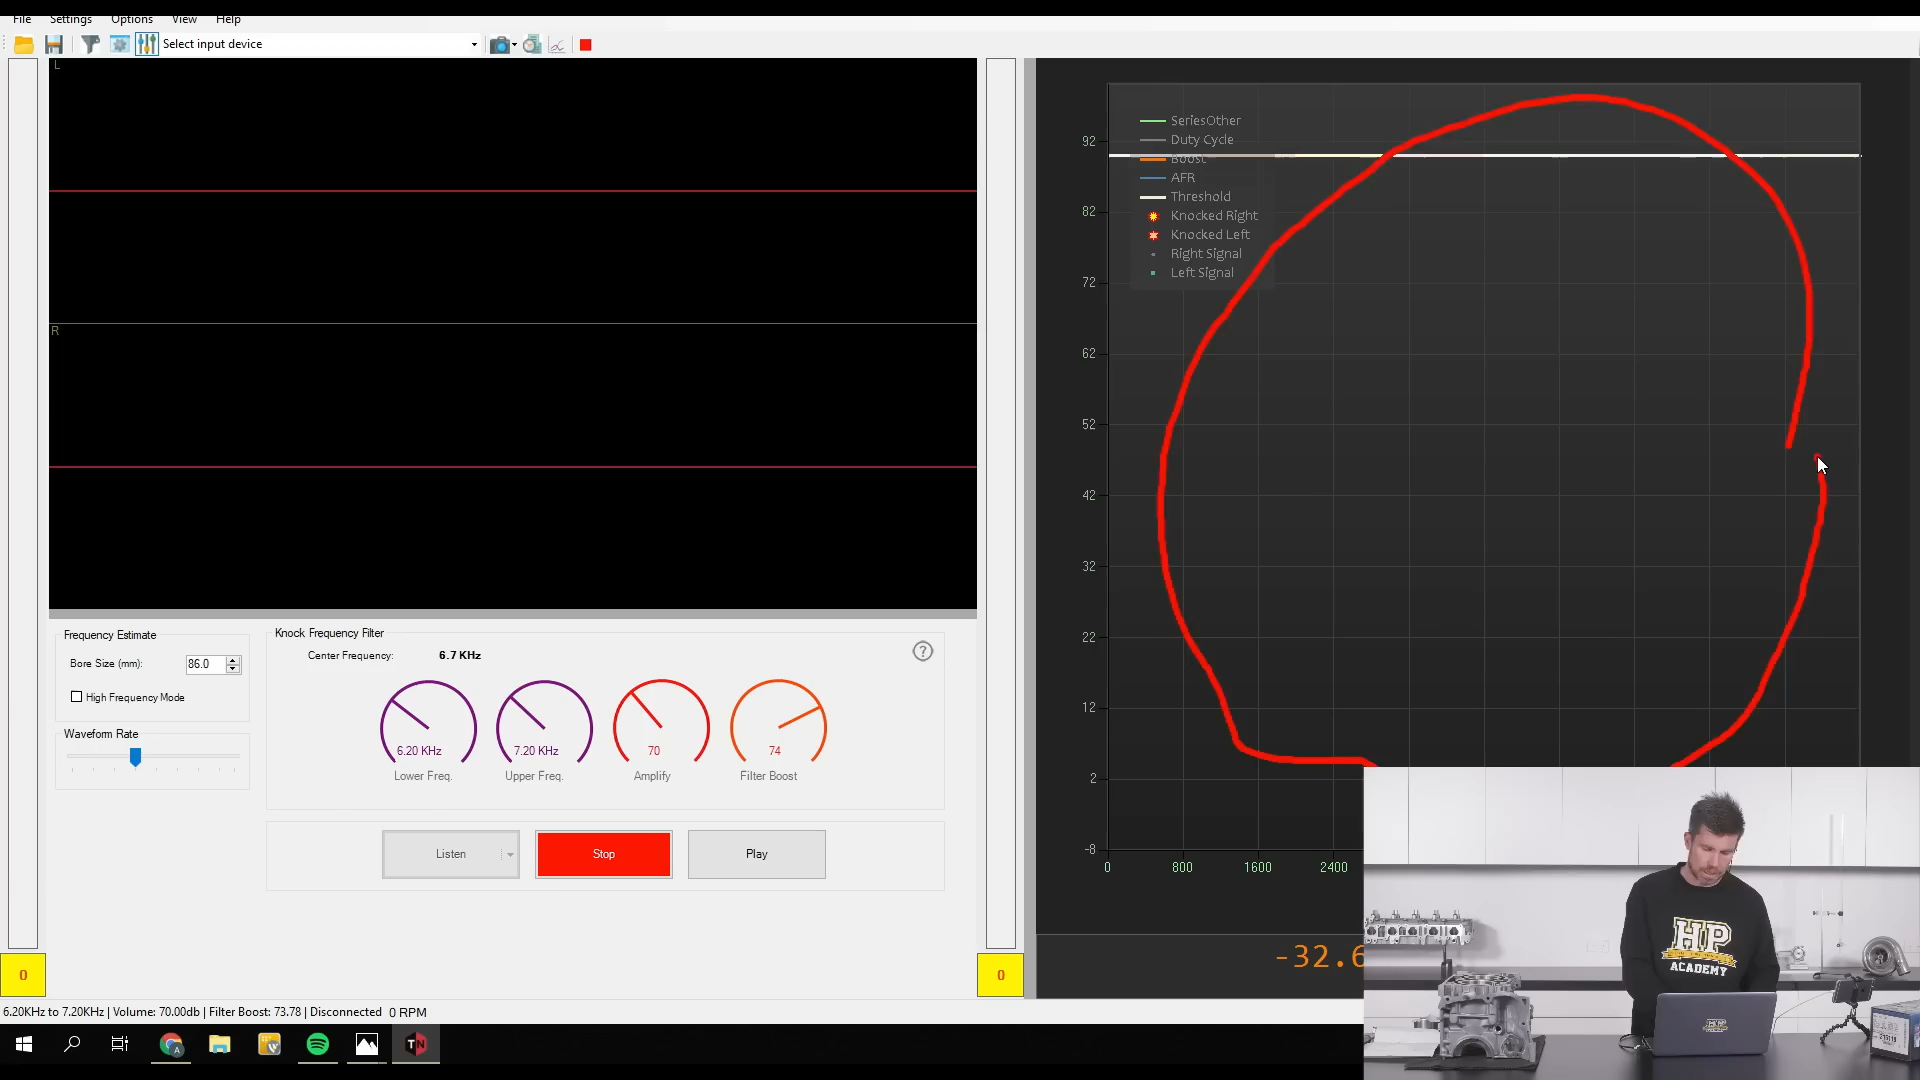 File Settings Options View Help
Select input device
L
R
SeriesOther
Duty Cycle
Boost
AFR
Threshold
Knocked Right
Knocked Left
Right Signal
Left Signal
92
82
72
62
52
42
32
22
12
2
-8
0 800 1600 2400
Frequency Estimate
Bore Size (mm): 86.0
High Frequency Mode
Waveform Rate
Knock Frequency Filter
Center Frequency: 6.7 KHz
?
6.20 KHz 7.20 KHz 70 74
Lower Freq. Upper Freq. Amplify Filter Boost
Listen Stop Play
0
0
-32.6
6.20KHz to 7.20KHz | Volume: 70.00db | Filter Boost: 73.78 | Disconnected 0 RPM
A
TN
HP
ACADEMY
HP